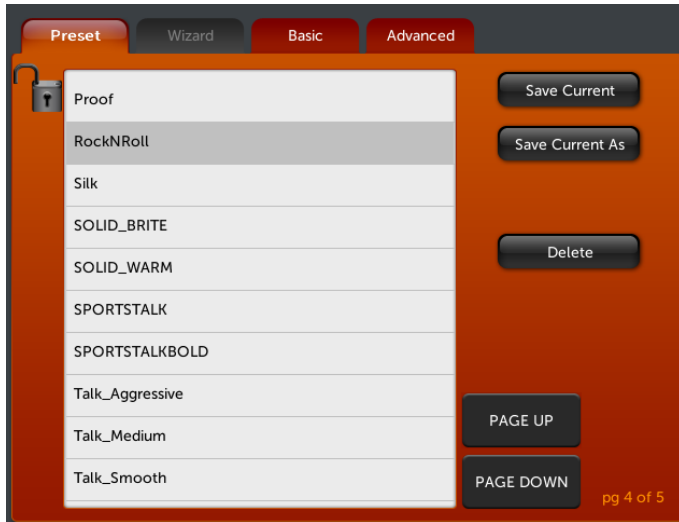 Preset
Wizard
Basic
Advanced
Proof
RockNRoll
Silk
SOLID_BRITE
SOLID_WARM
SPORTSTALK
SPORTSTALKBOLD
Talk_Aggressive
Talk_Medium
Talk_Smooth
Save Current
Save Current As
Delete
PAGE UP
PAGE DOWN
pg 4 of 5